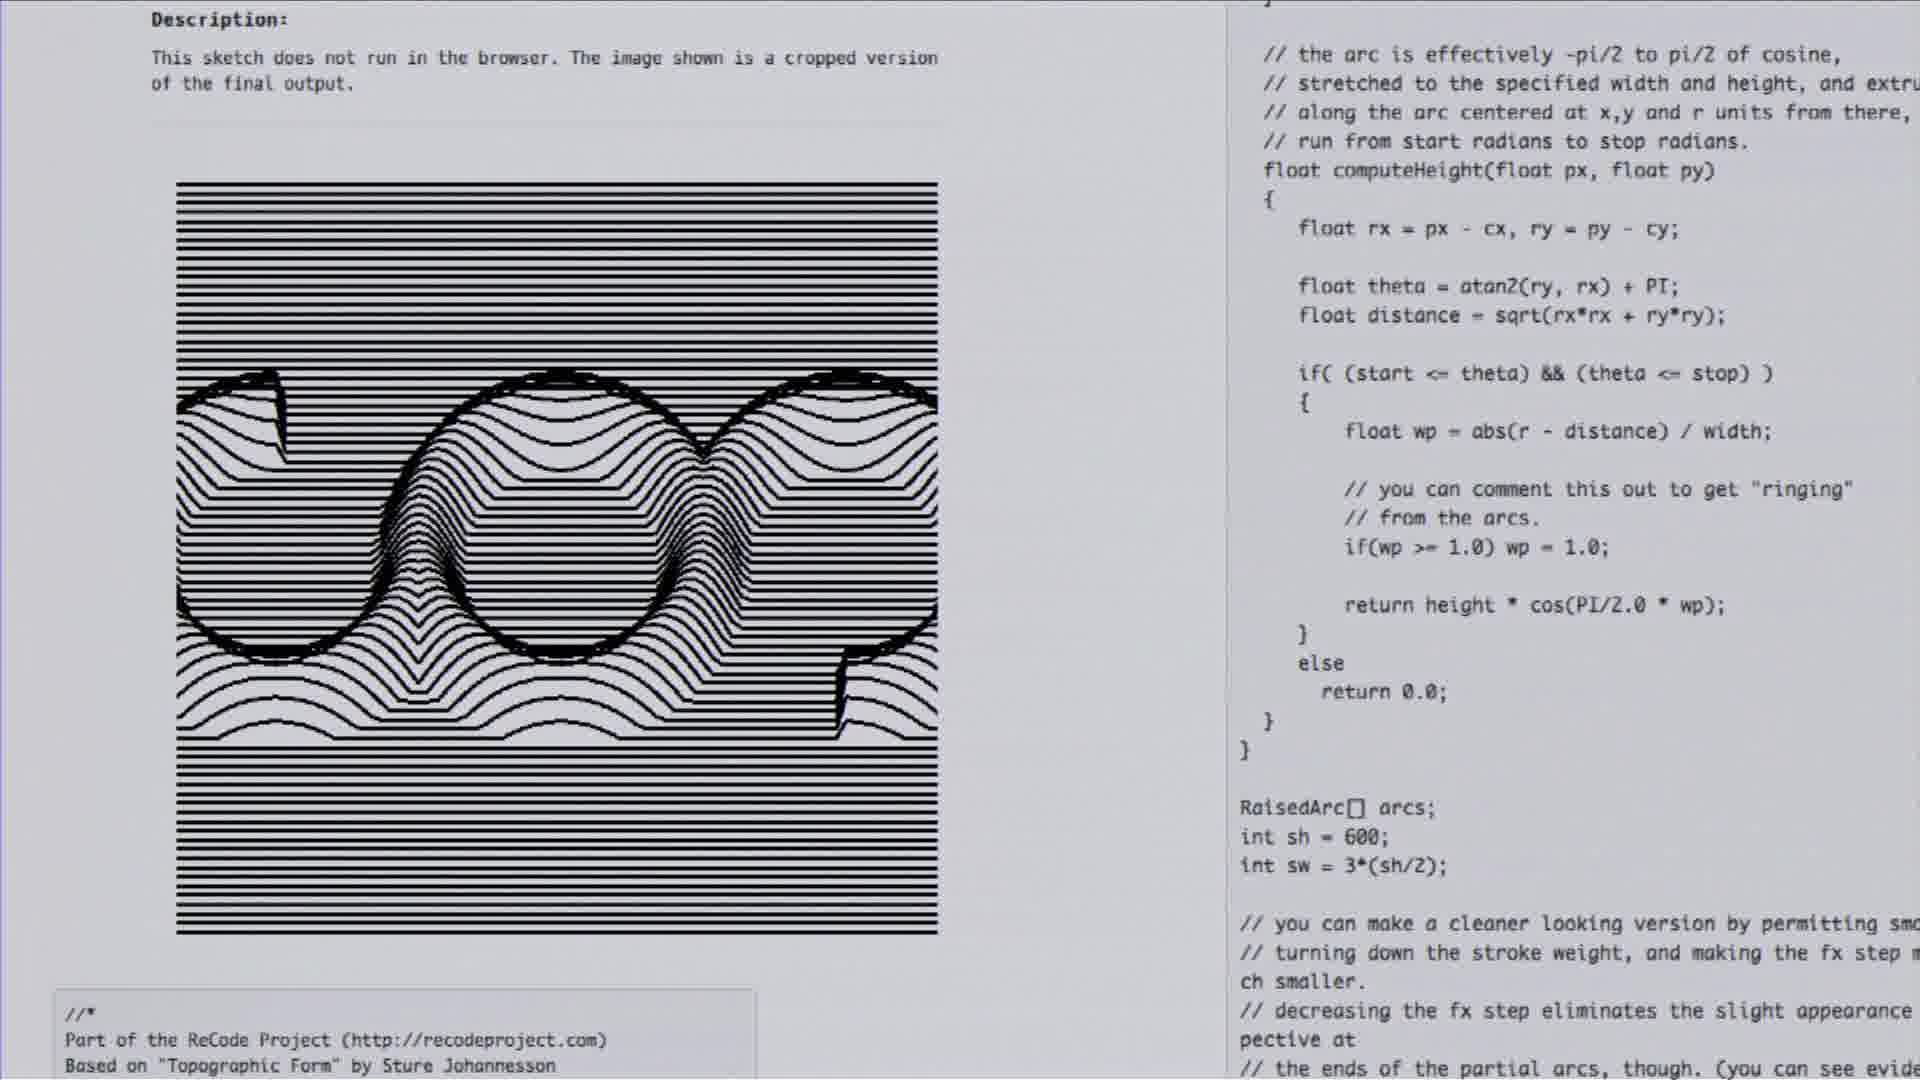 Description:
This sketch does not run in the browser. The image shown is a cropped version
of the final output.
//*
Part of the ReCode Project (http://recodeproject.com)
Based on "Topographic Form" by Sture Johannesson
// the arc is effectively -pi/2 to pi/2 of cosine,
// stretched to the specified width and height, and extru
// along the arc centered at x,y and r units from there,
// run from start radians to stop radians.
float computeHeight(float px, float py)
{
float rx = px - cx, ry = py - cy;
float theta = atan2(ry, rx) + PI;
float distance = sqrt(rx*rx + ry*ry);
if( (start <= theta) && (theta <= stop) )
{
float wp = abs(r - distance) / width;
// you can comment this out to get "ringing"
// from the arcs.
if(wp >= 1.0) wp = 1.0;
return height * cos(PI/2.0 * wp);
}
else
return 0.0;
}
}
RaisedArc[] arcs;
int sh = 600;
int sw = 3*(sh/2);
// you can make a cleaner looking version by permitting smo
// turning down the stroke weight, and making the fx step m
ch smaller.
// decreasing the fx step eliminates the slight appearance
pective at
// the ends of the partial arcs, though. (you can see evide